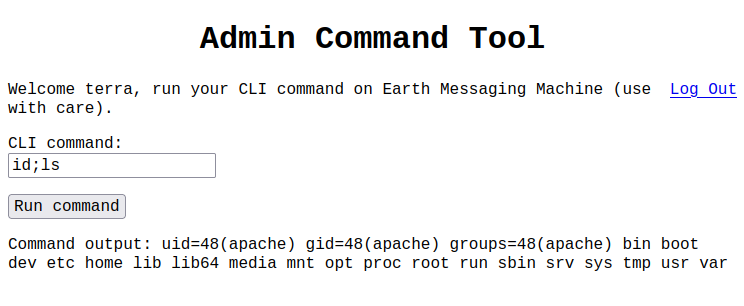 Admin Command Tool
Welcome terra, run your CLI command on Earth Messaging Machine (use Log Out
with care).
CLI command:
id;ls
Run command
Command output: uid=48(apache) gid=48(apache) groups=48(apache) bin boot
dev etc home lib lib64 media mnt opt proc root run sbin srv sys tmp usr var